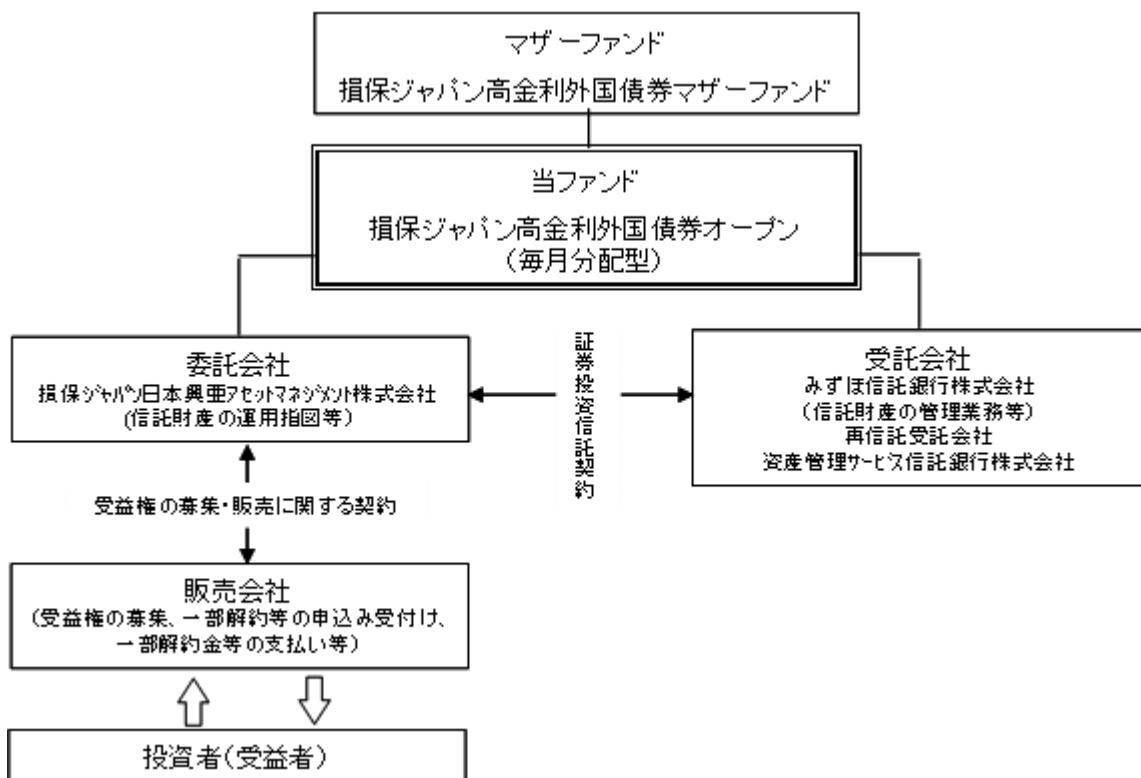 マザーファンド
損保ジャパン高金利外国債券マザーファンド
当ファンド
損保ジャパン高金利外国債券オープン
(毎月分配型)
委託会社
損保ジャパン日本興亜アセットマネジメント株式会社
(信託財産の運用指図等)
証券投資信託契約
受託会社
みずほ信託銀行株式会社
(信託財産の管理業務等)
再信託受託会社
資産管理サービス信託銀行株式会社
受益権の募集・販売に関する契約
販売会社
(受益権の募集、一部解約等の申込み受付け、
一部解約金等の支払い等)
投資者(受益者)